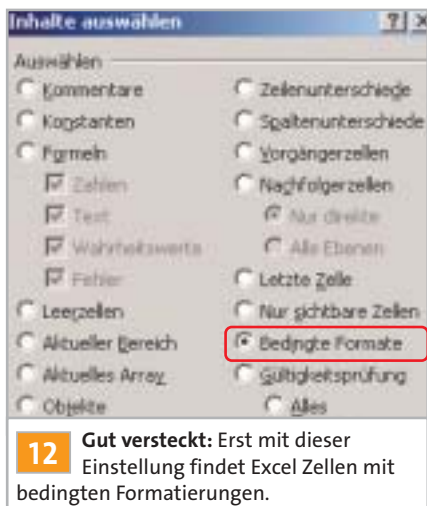 Inhalte auswählen
Auswählen
Kommentare
Konstanten
Formeln
Zahlen
Text
Wahrheitswerte
Fehler
Leerzellen
Aktueller Bereich
Aktuelles Array
Objekte
Zeilenunterschiede
Spaltenunterschiede
Vorgängerzellen
Nachfolgerzellen
Nur direkte
Alle Ebenen
Letzte Zelle
Nur sichtbare Zellen
Bedingte Formate
Gültigkeitsprüfung
Alles
12 Gut versteckt: Erst mit dieser
Einstellung findet Excel Zellen mit
bedingten Formatierungen.